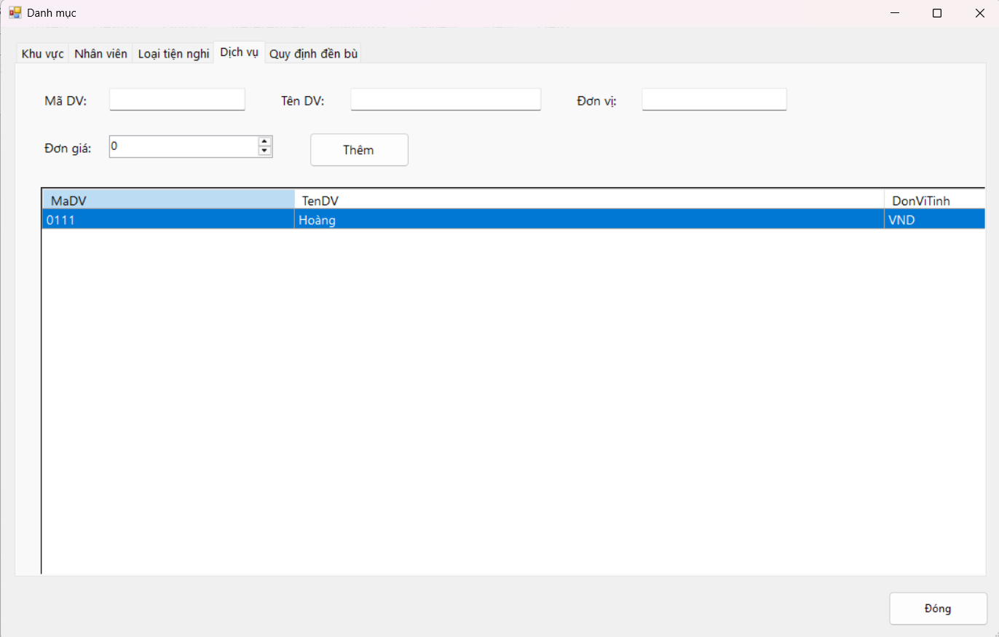 Danh mục
Khu vực Nhân viên Loại tiện nghi Dịch vụ Quy định đền bù
Mã DV: Tên DV: Đơn vị:
Đơn giá: 0 Thêm
MaDV TenDV DonViTinh
0111 Hoàng VND
Đóng